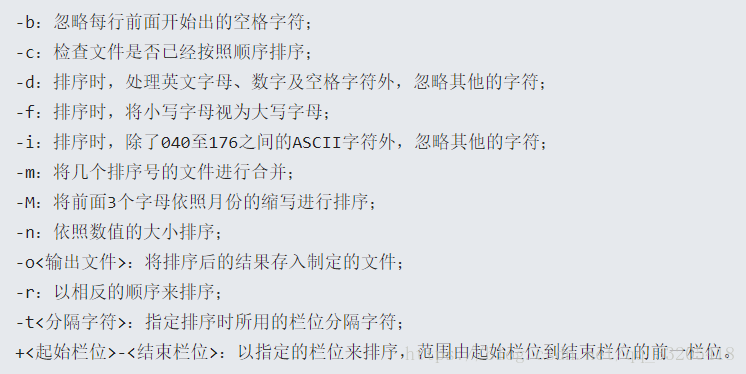 -b：忽略每行前面开始出的空格字符；
-c：检查文件是否已经按照顺序排序；
-d：排序时，处理英文字母、数字及空格字符外，忽略其他的字符；
-f：排序时，将小写字母视为大写字母；
-i：排序时，除了040至176之间的ASCII字符外，忽略其他的字符；
-m：将几个排序号的文件进行合并；
-M：将前面3个字母依照月份的缩写进行排序；
-n：依照数值的大小排序；
-o<输出文件>：将排序后的结果存入制定的文件；
-r：以相反的顺序来排序；
-t<分隔字符>：指定排序时所用的栏位分隔字符；
+<起始栏位>-<结束栏位>：以指定的栏位来排序，范围由起始栏位到结束栏位的前一栏位。